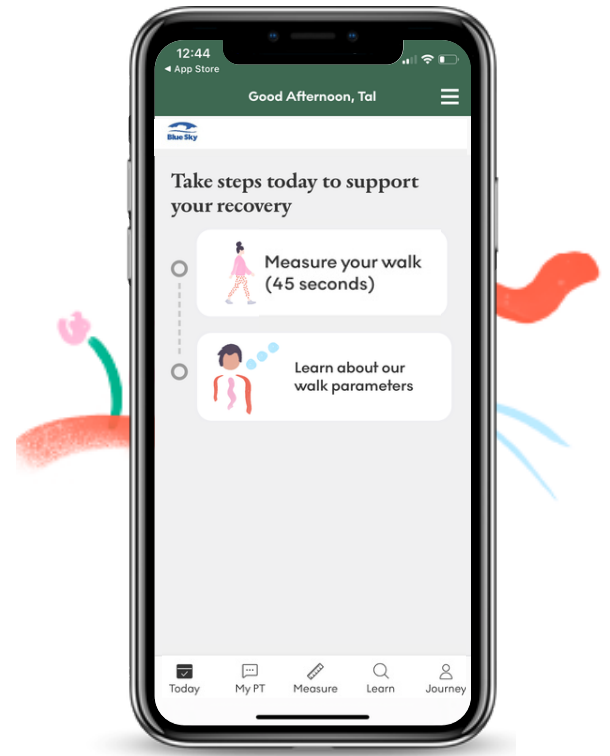 12:44
◀ App Store
Good Afternoon, Tal
Blue Sky
Take steps today to support
your recovery
Measure your walk
(45 seconds)
Learn about our
walk parameters
Today
My PT
Measure
Learn
Journey